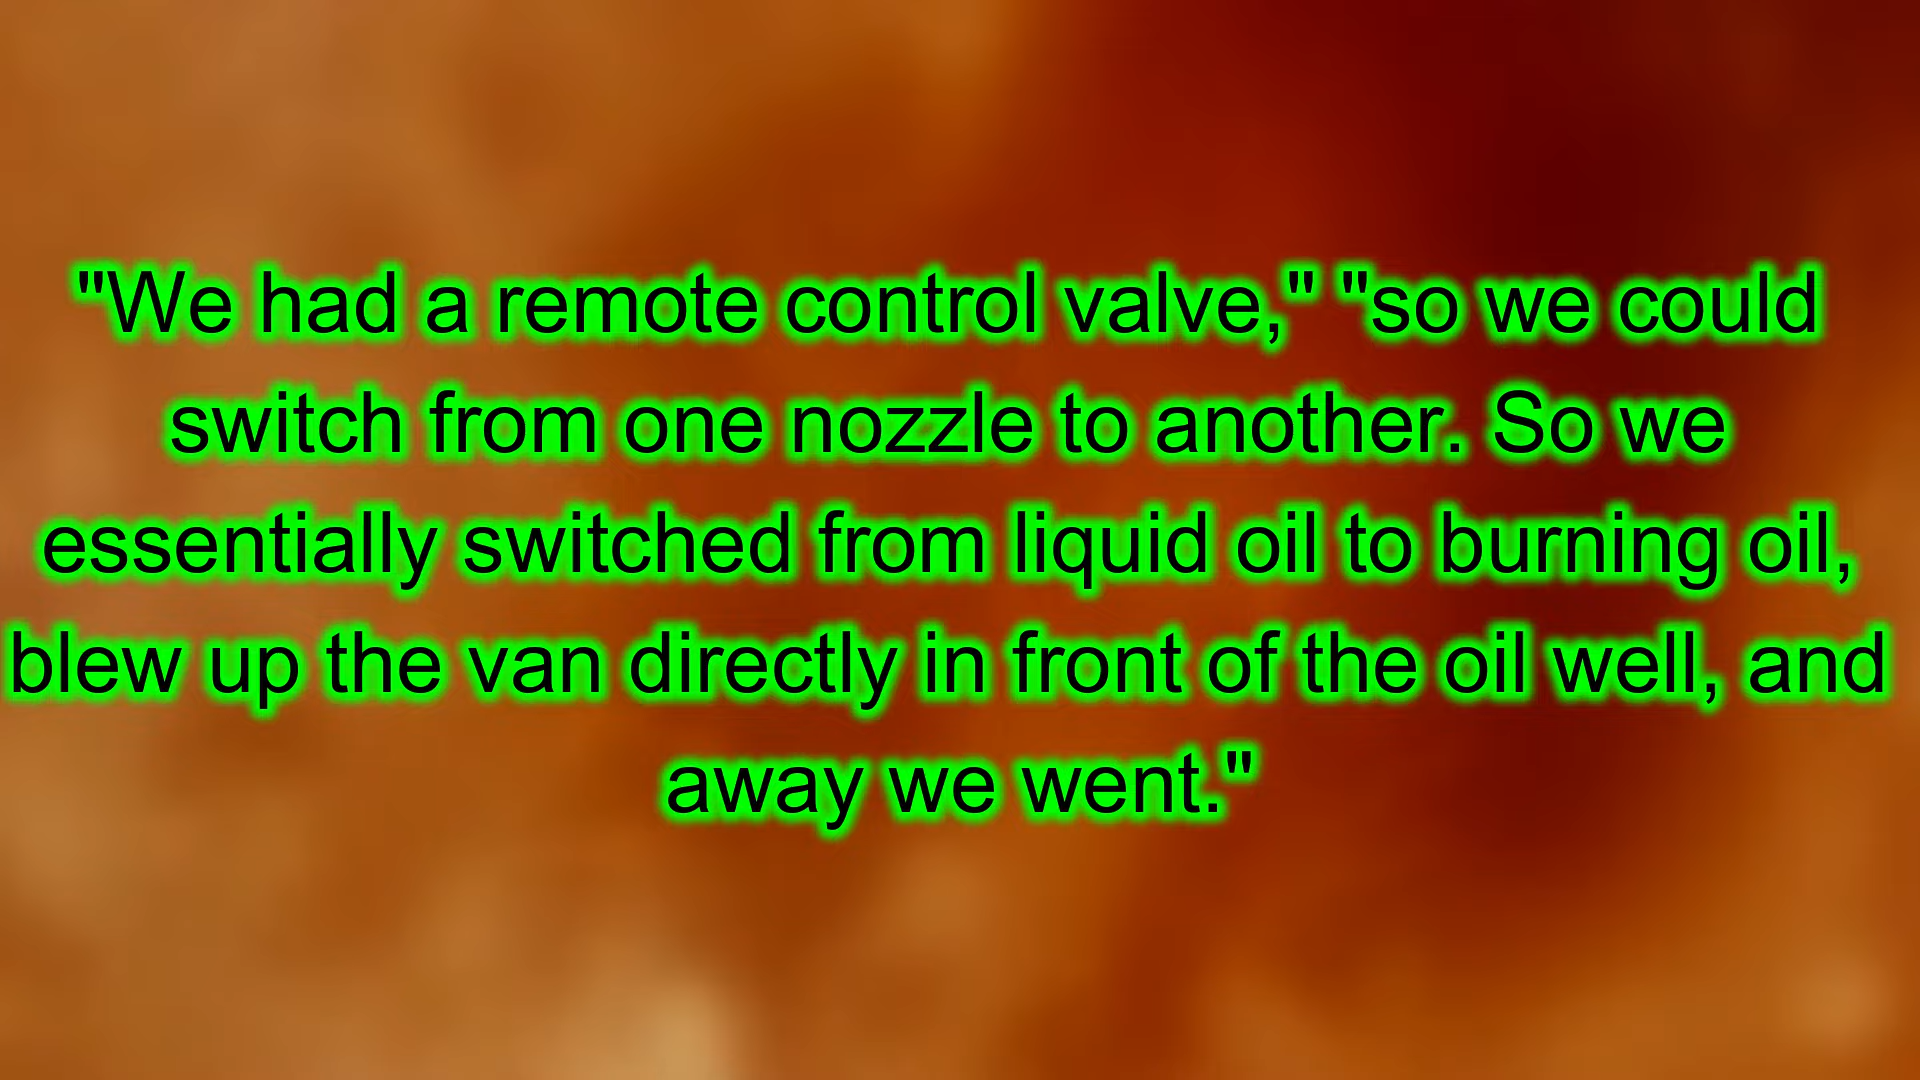 "We had a remote control valve," "so we could
switch from one nozzle to another. So we
essentially switched from liquid oil to burning oil,
blew up the van directly in front of the oil well, and
away we went."